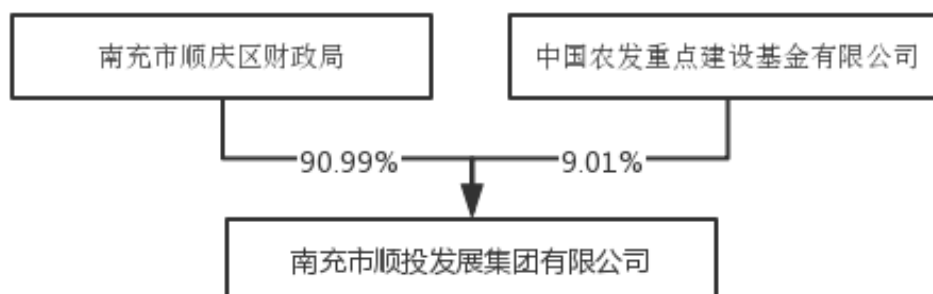 南充市顺庆区财政局
中国农发重点建设基金有限公司
90.99%
9.01%
南充市顺投发展集团有限公司